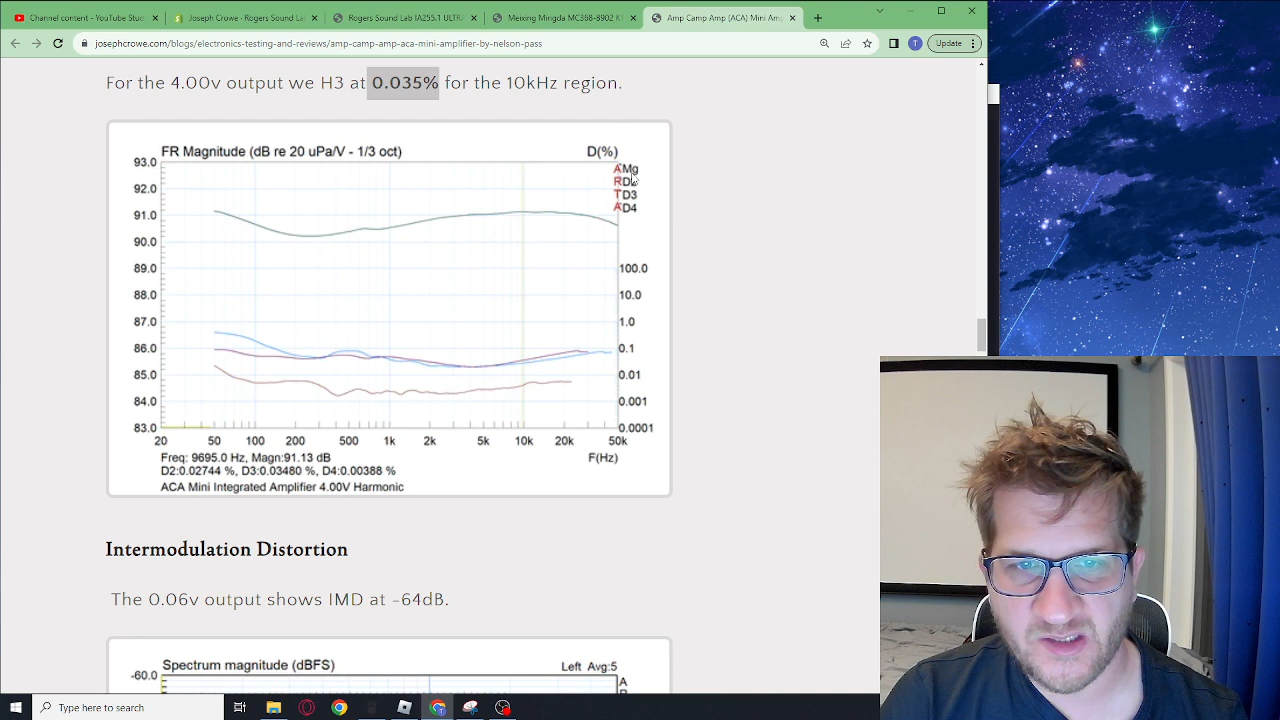 Channel content - YouTube Studi
Joseph Crowe - Rogers Sound Lab
Rogers Sound Lab IA255.1 ULTRA
Meixing Mingda MC368-B902 KT
Amp Camp Amp (ACA) Mini Amp
josephcrowe.com/blogs/electronics-testing-and-reviews/amp-camp-amp-aca-mini-amplifier-by-nelson-pass
T
Update
For the 4.00v output we H3 at 0.035% for the 10kHz region.
FR Magnitude (dB re 20 uPa/V - 1/3 oct)
D(%)
93.0
92.0
91.0
90.0
89.0
88.0
87.0
86.0
85.0
84.0
83.0
A Mg
R D2
T D3
A D4
100.0
10.0
1.0
0.1
0.01
0.001
0.0001
20 50 100 200 500 1k 2k 5k 10k 20k 50k
Freq: 9695.0 Hz, Magn:91.13 dB
F(Hz)
D2:0.02744 %, D3:0.03480 %, D4:0.00388 %
ACA Mini Integrated Amplifier 4.00V Harmonic
Intermodulation Distortion
The 0.06v output shows IMD at -64dB.
Spectrum magnitude (dBFS)
Left Avg:5
-60.0
A
Type here to search